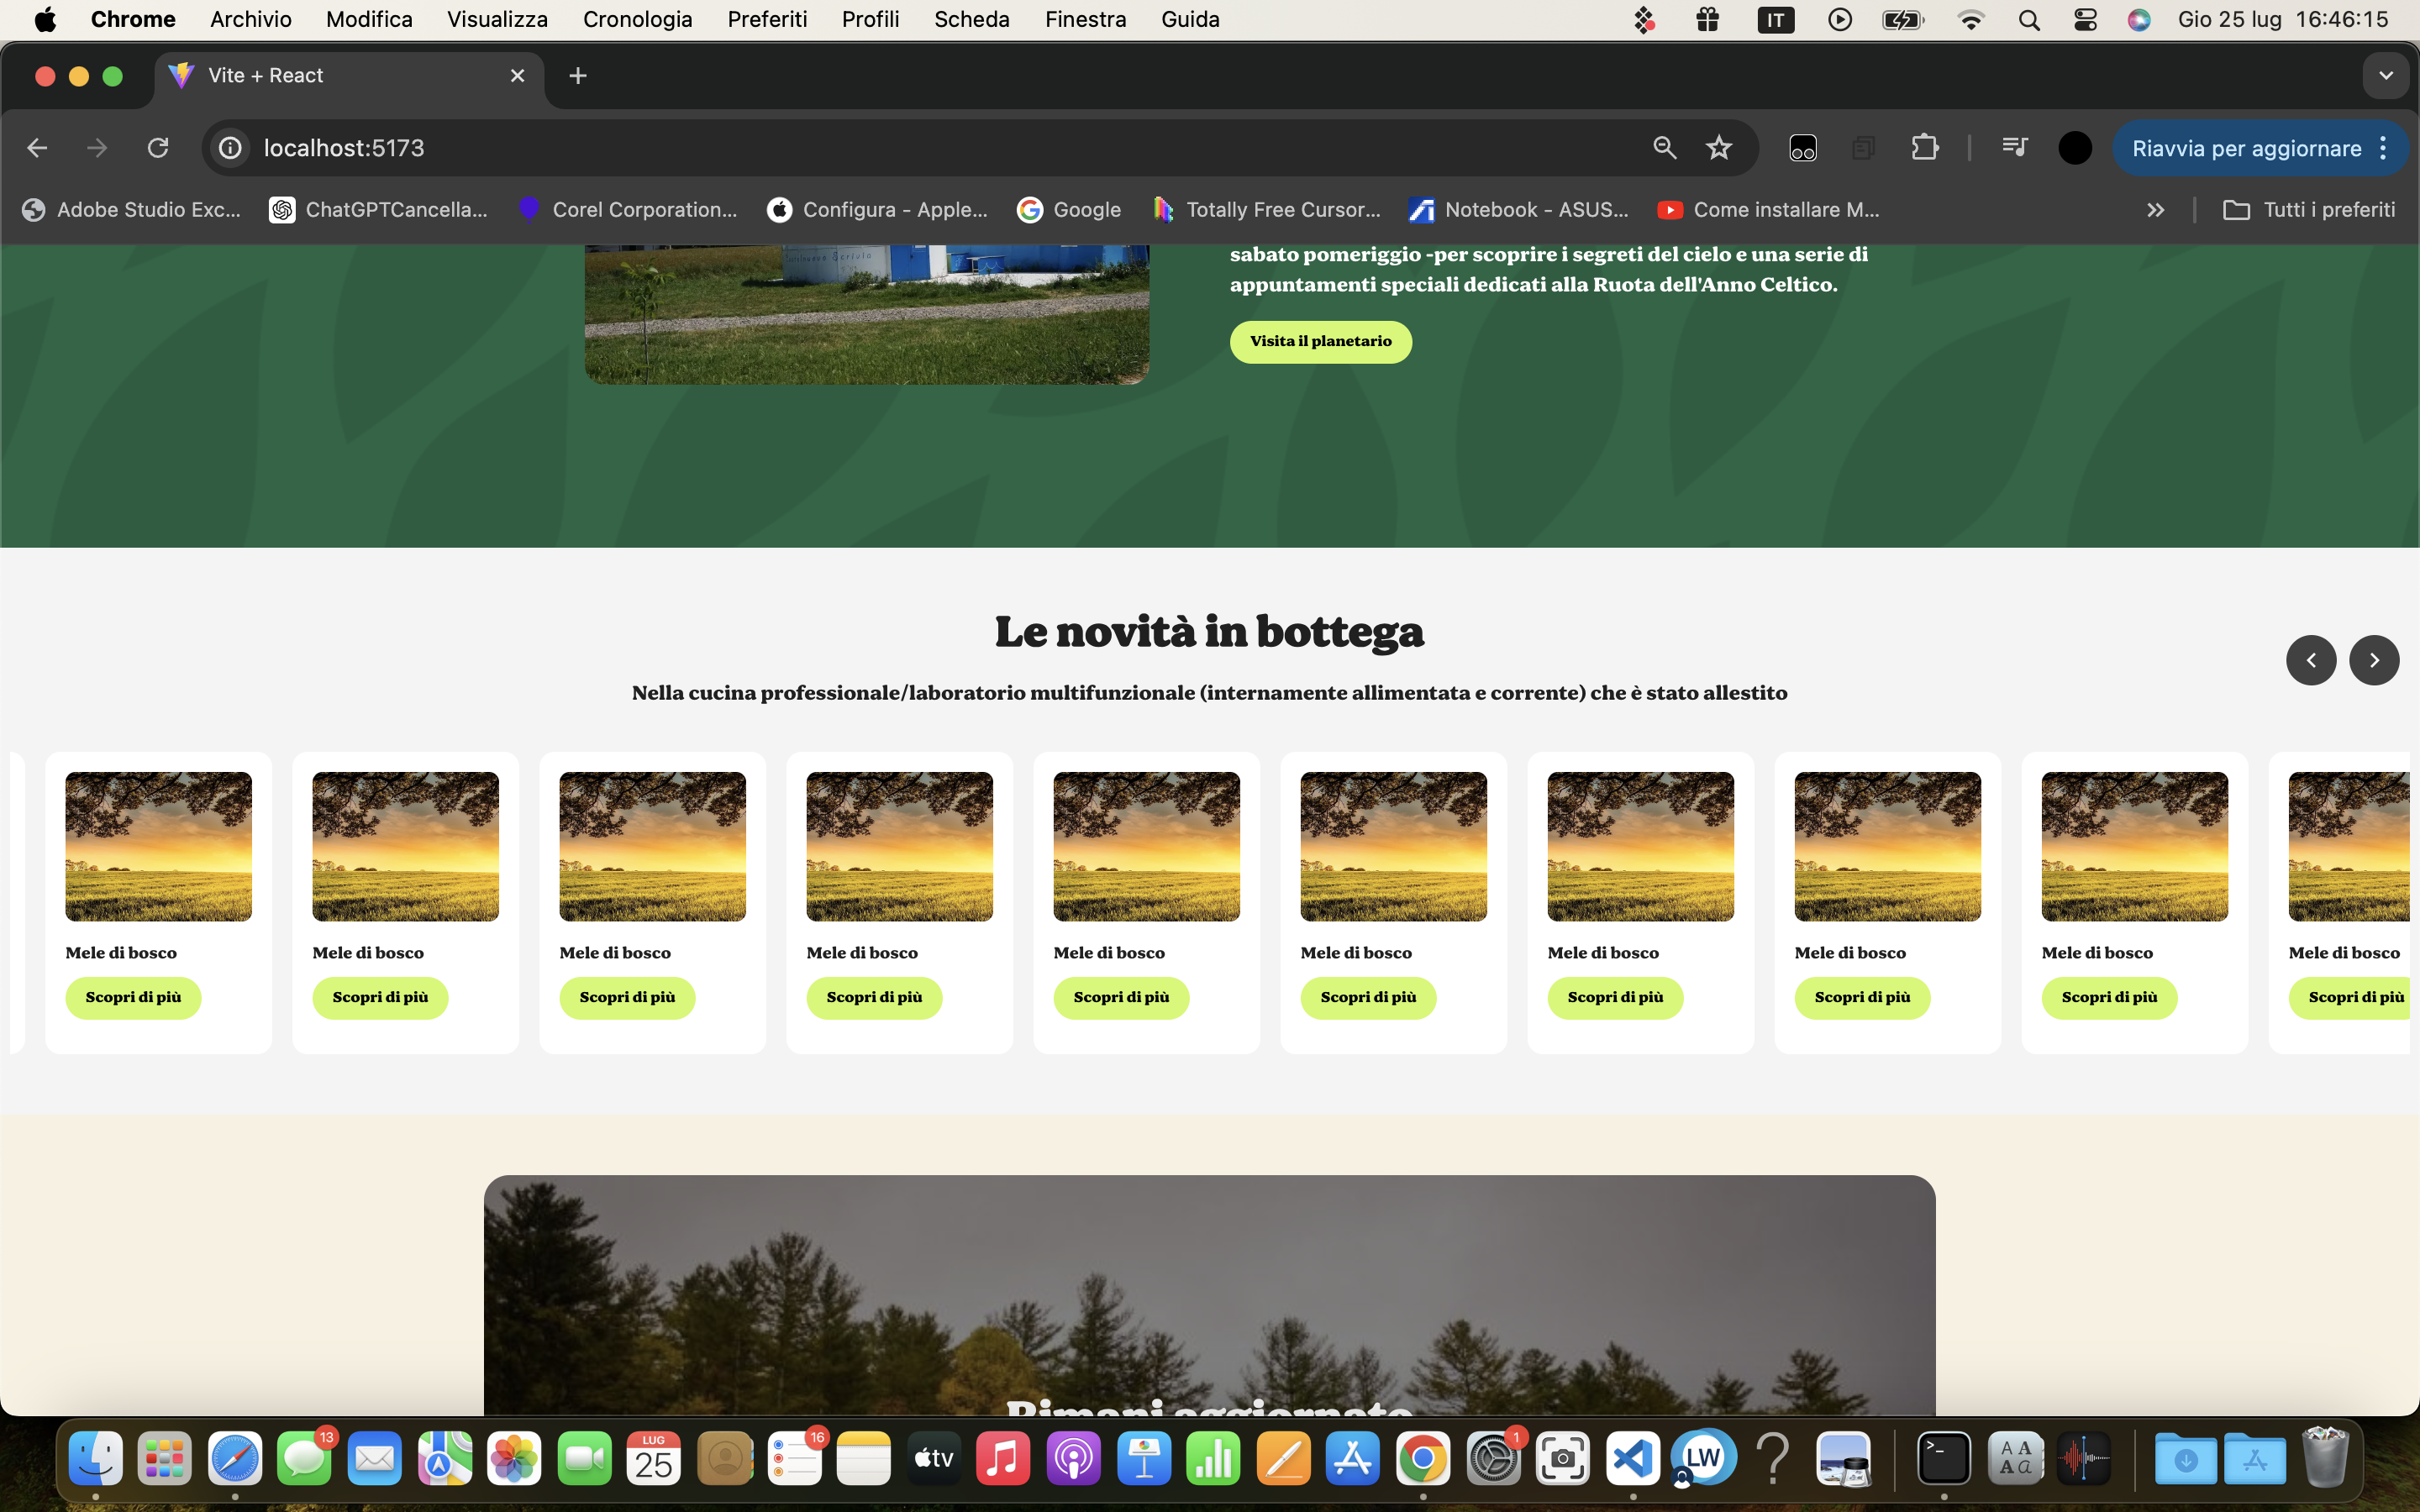 Chrome Archivio Modifica Visualizza Cronologia Preferiti Profili Scheda Finestra Guida IT Gio 25 lug 16:46:15
Vite + React
localhost:5173 Riavvia per aggiornare
Adobe Studio Exc... ChatGPTCancella... Corel Corporation... Configura - Apple... Google Totally Free Cursor... Notebook - ASUS... Come installare M... Tutti i preferiti
sabato pomeriggio -per scoprire i segreti del cielo e una serie di
appuntamenti speciali dedicati alla Ruota dell'Anno Celtico.
Visita il planetario
Le novità in bottega
Nella cucina professionale/laboratorio multifunzionale (internamente allimentata e corrente) che è stato allestito
Mele di bosco Mele di bosco Mele di bosco Mele di bosco Mele di bosco Mele di bosco Mele di bosco Mele di bosco Mele di bosco Mele di bosco
Scopri di più Scopri di più Scopri di più Scopri di più Scopri di più Scopri di più Scopri di più Scopri di più Scopri di più Scopri di più
Rimani aggiornato
13 LUG 25 16 tv 1 LW